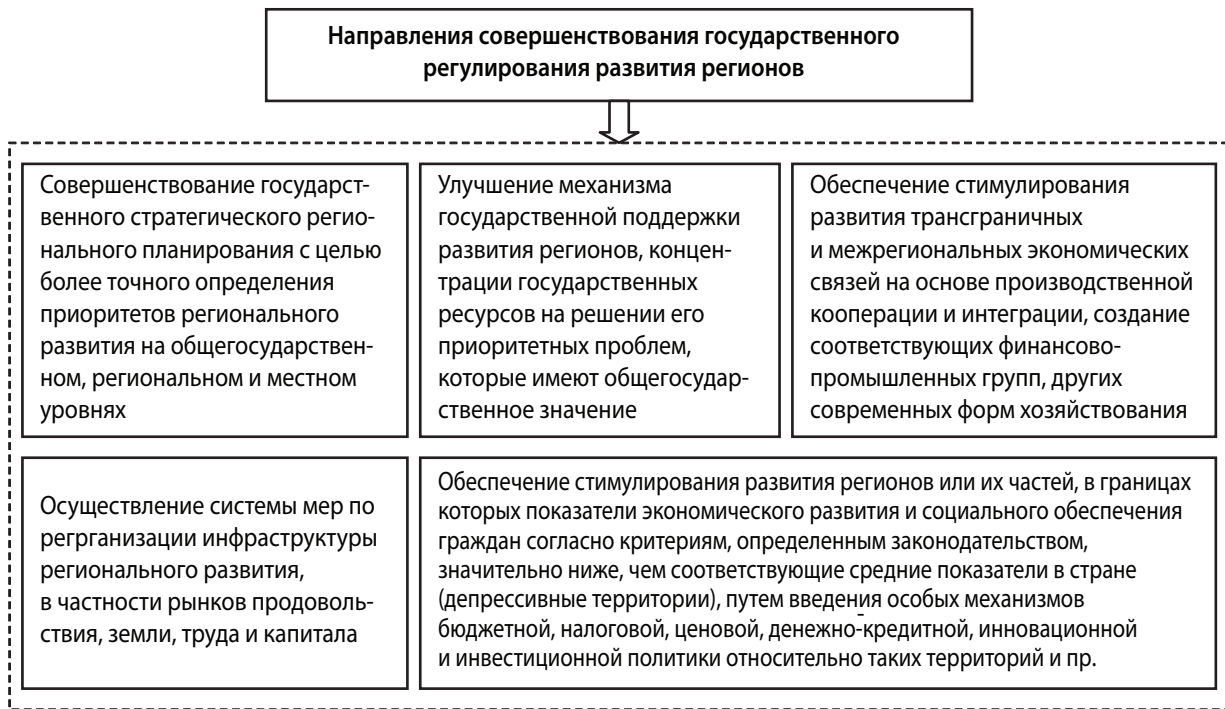 Направления совершенствования государственного
регулирования развития регионов
Совершенствование государст-
венного стратегического регио-
нального планирования с целью
более точного определения
приоритетов регионального
развития на общегосударствен-
ном, региональном и местном
уровнях
Улучшение механизма
государственной поддержки
развития регионов, концен-
трации государственных
ресурсов на решении его
приоритетных проблем,
которые имеют общегосудар-
ственное значение
Обеспечение стимулирования
развития трансграничных
и межрегиональных экономических
связей на основе производственной
кооперации и интеграции, создание
соответствующих финансово-
промышленных групп, других
современных форм хозяйствования
Осуществление системы мер по
регрганизации инфраструктуры
регионального развития,
в частности рынков продоволь-
ствия, земли, труда и капитала
Обеспечение стимулирования развития регионов или их частей, в границах
которых показатели экономического развития и социального обеспечения
граждан согласно критериям, определенным законодательством,
значительно ниже, чем соответствующие средние показатели в стране
(депрессивные территории), путем введения особых механизмов
бюджетной, налоговой, ценовой, денежно-кредитной, инновационной
и инвестиционной политики относительно таких территорий и пр.